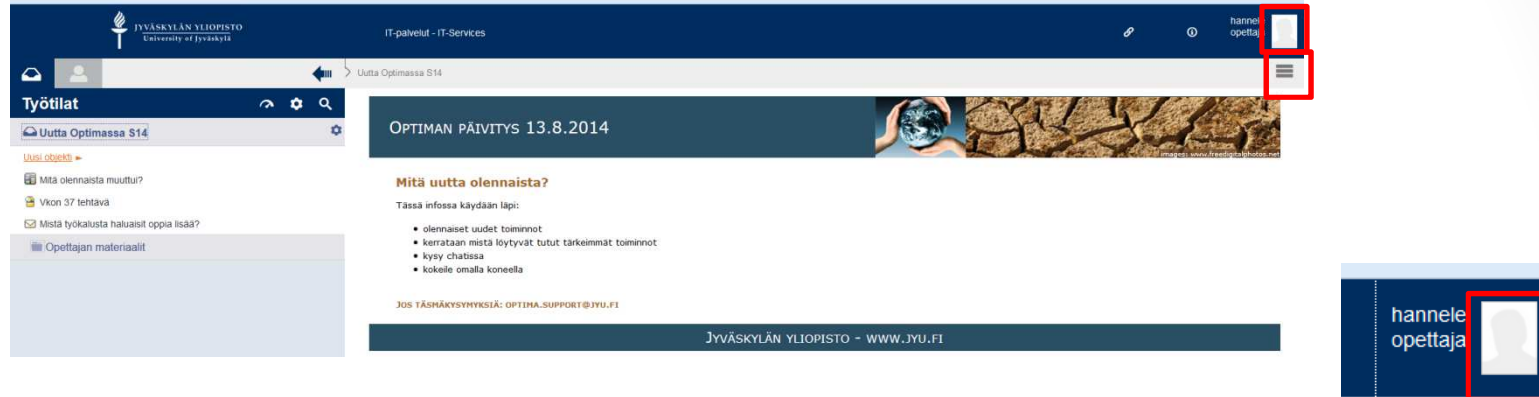 JYVÄSKYLÄN YLIOPISTO
University of Jyväskylä
IT-palvelut - IT-Services
hannele
opettaja
Uutta Optimassa S14
Työtilat
Uutta Optimassa S14
Uusi objekti
Mitä olennaista muuttui?
Vkon 37 tehtävä
Mistä työkalusta haluaisit oppia lisää?
Opettajan materiaalit
OPTIMAN PÄIVITYS 13.8.2014
images: www.freedigitalphotos.net
Mitä uutta olennaista?
Tässä infossa käydään läpi:
• olennaiset uudet toiminnot
• kerrataan mistä löytyvät tutut tärkeimmät toiminnot
• kysy chatissa
• kokeile omalla koneella
JOS TÄSMÄKYSYMYKSIÄ: OPTIMA.SUPPORT@JYU.FI
JYVÄSKYLÄN YLIOPISTO - WWW.JYU.FI
hannele
opettaja